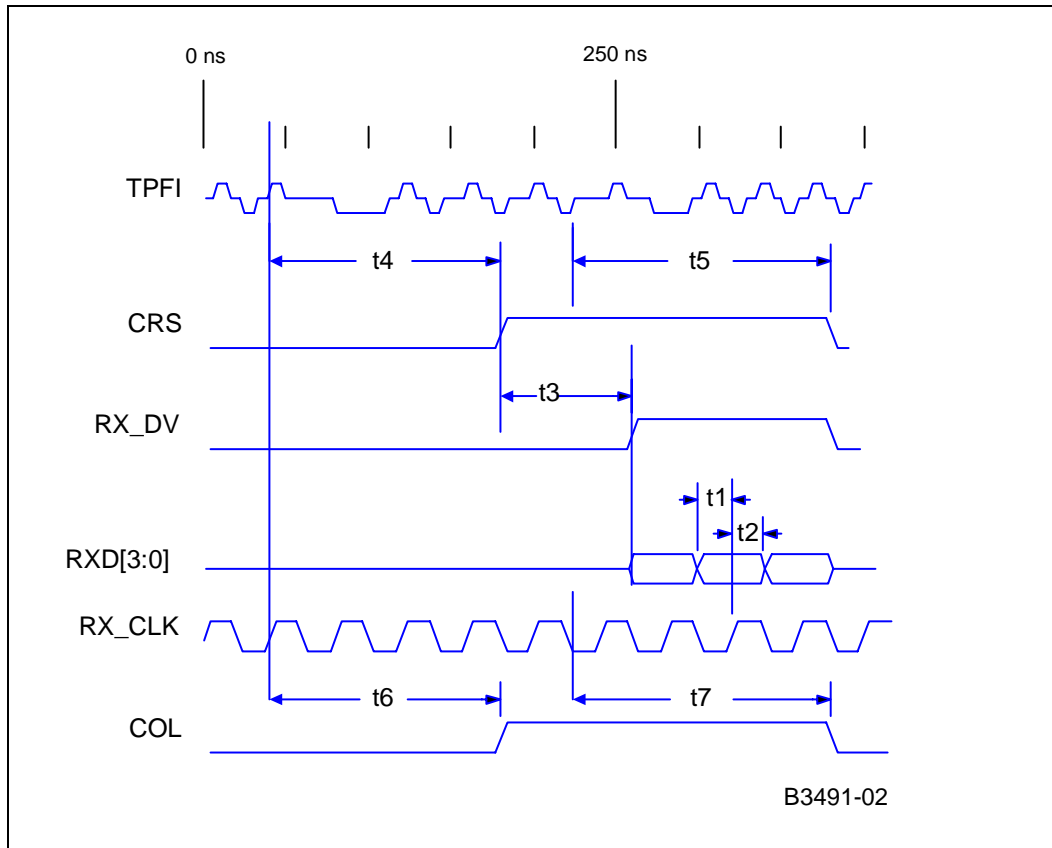 0 ns
250 ns
TPFI
t4
t5
CRS
t3
RX_DV
t1
t2
RXD[3:0]
RX_CLK
t6
t7
COL
B3491-02